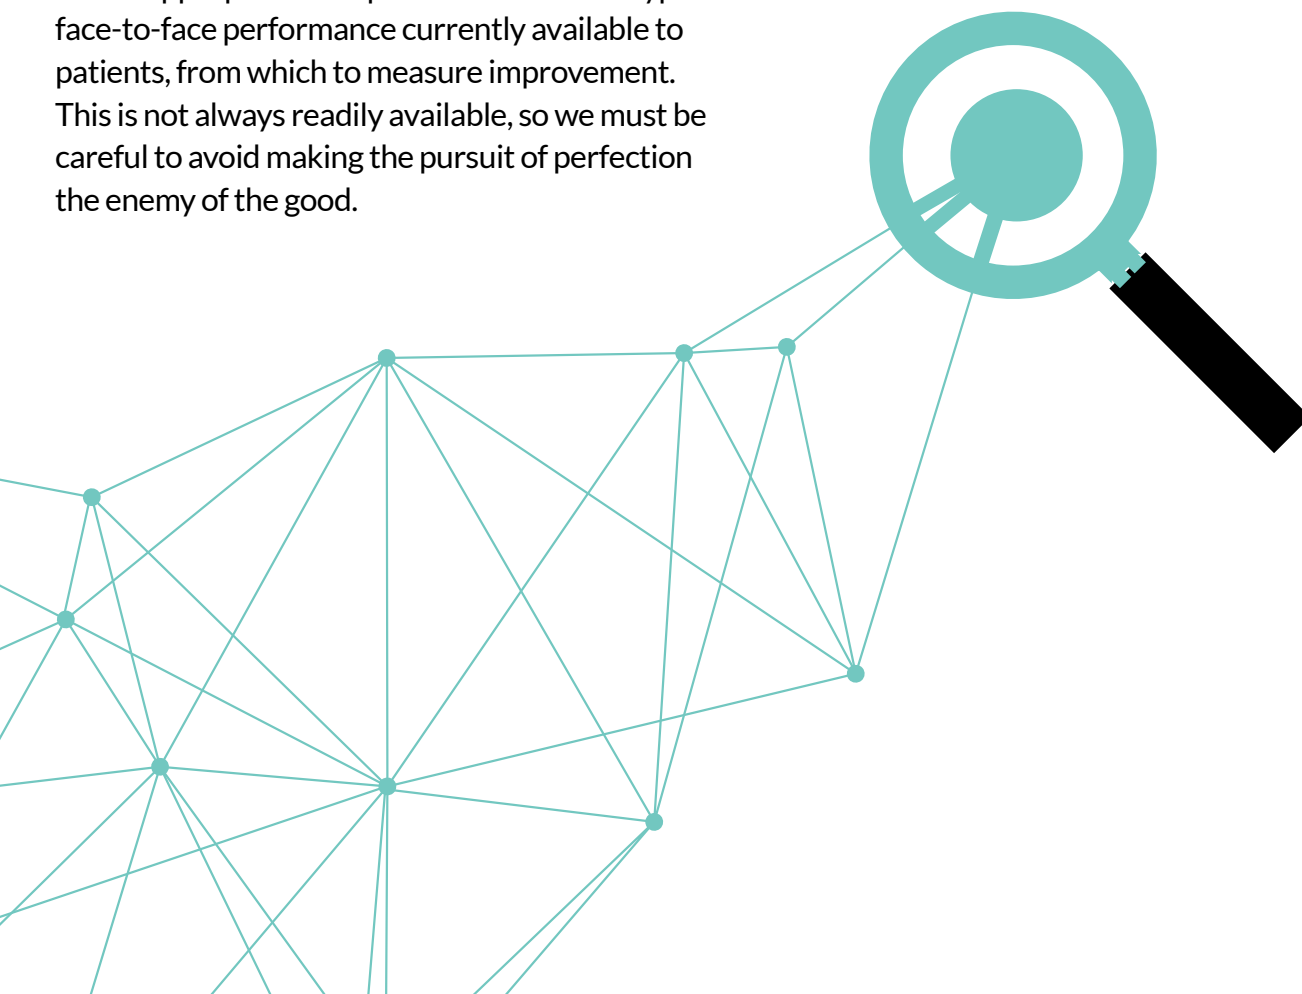 face-to-face performance currently available to
patients, from which to measure improvement.
This is not always readily available, so we must be
careful to avoid making the pursuit of perfection
the enemy of the good.